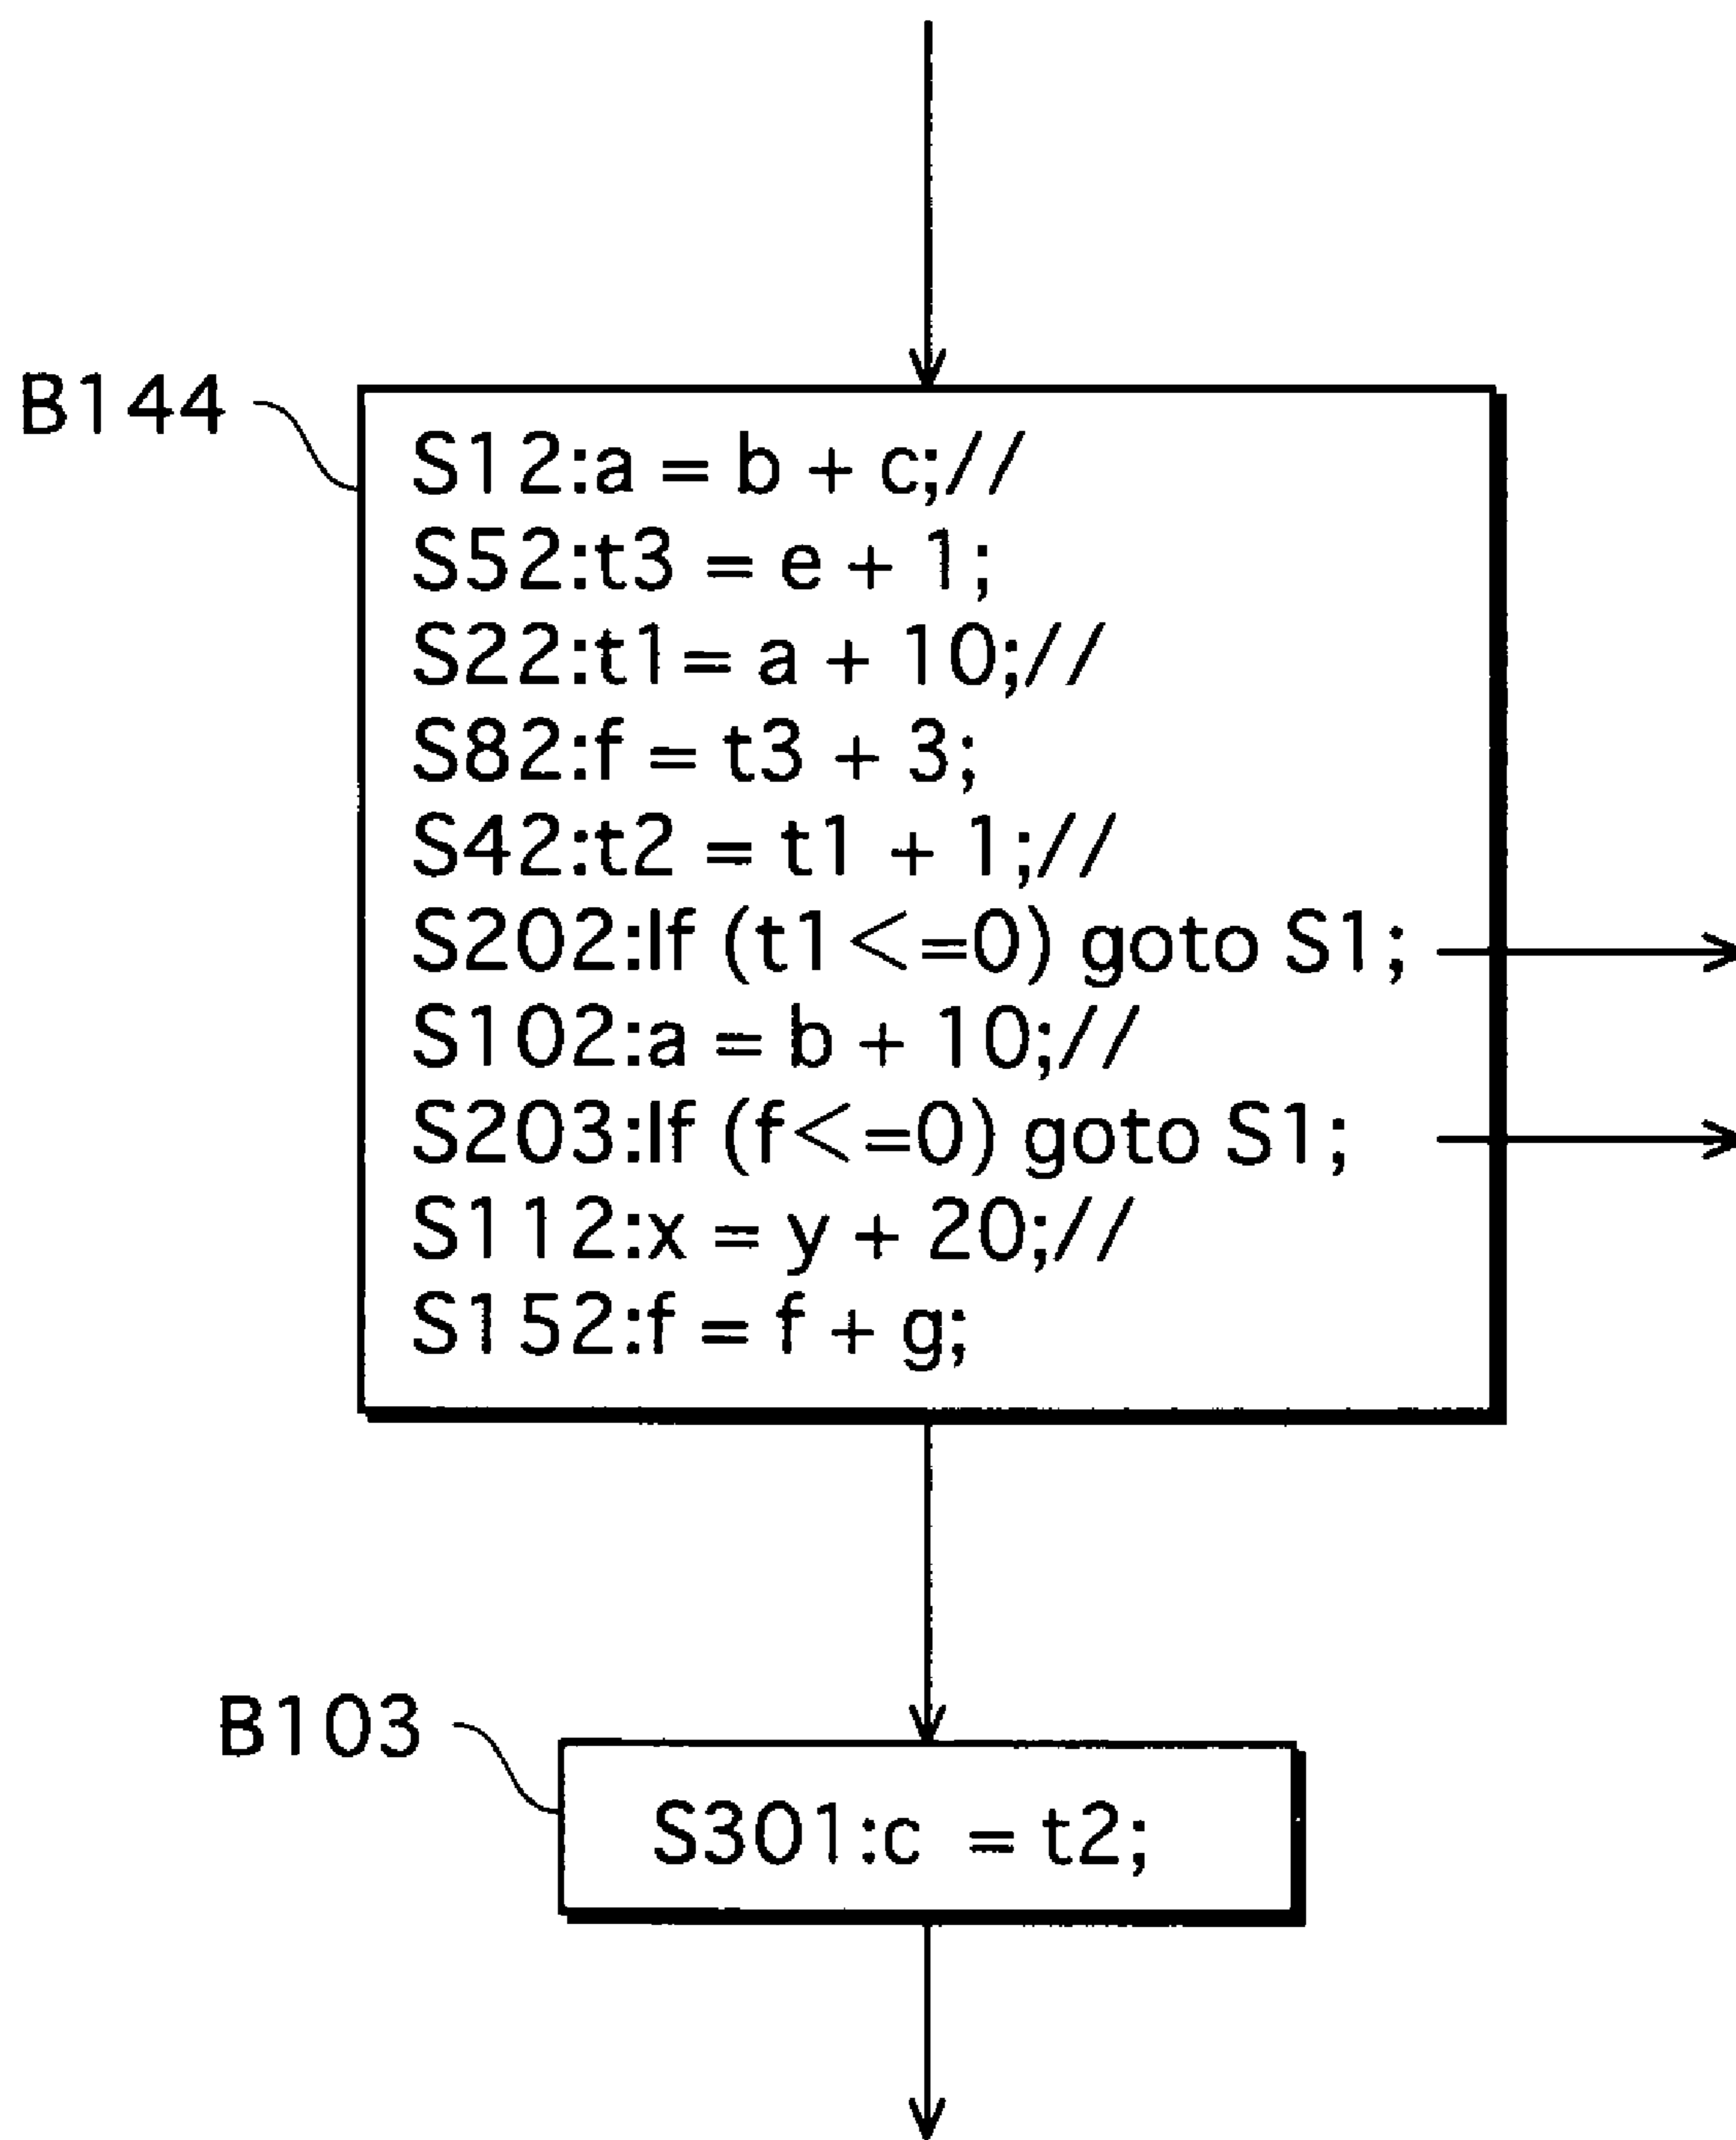 B144
S12:a = b + c;//
S52:t3 = e + 1;
S22:t1= a + 10;//
S82:f = t3 + 3;
S42:t2 = t1 + 1;//
S202:If (t1<=0) goto S1;
S102:a = b + 10;//
S203:If (f<=0) goto S1;
S112:x = y + 20;//
S152:f = f + g;
B103
S301:c = t2;